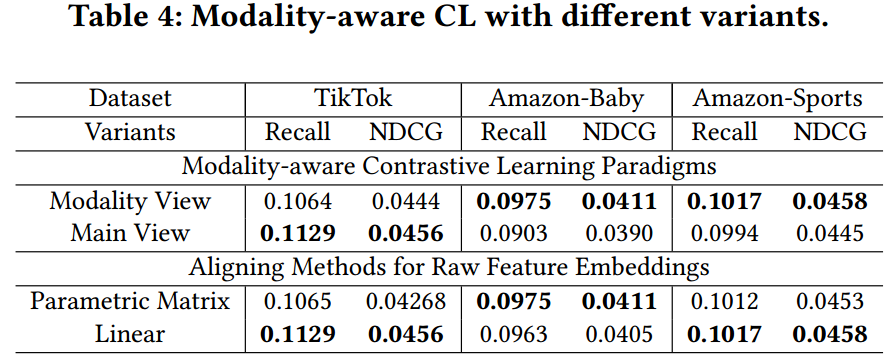 Table 4: Modality-aware CL with different variants.
Dataset TikTok Amazon-Baby Amazon-Sports
Variants Recall NDCG Recall NDCG Recall NDCG
Modality-aware Contrastive Learning Paradigms
Modality View 0.1064 0.0444 0.0975 0.0411 0.1017 0.0458
Main View 0.1129 0.0456 0.0903 0.0390 0.0994 0.0445
Aligning Methods for Raw Feature Embeddings
Parametric Matrix 0.1065 0.04268 0.0975 0.0411 0.1012 0.0453
Linear 0.1129 0.0456 0.0963 0.0405 0.1017 0.0458